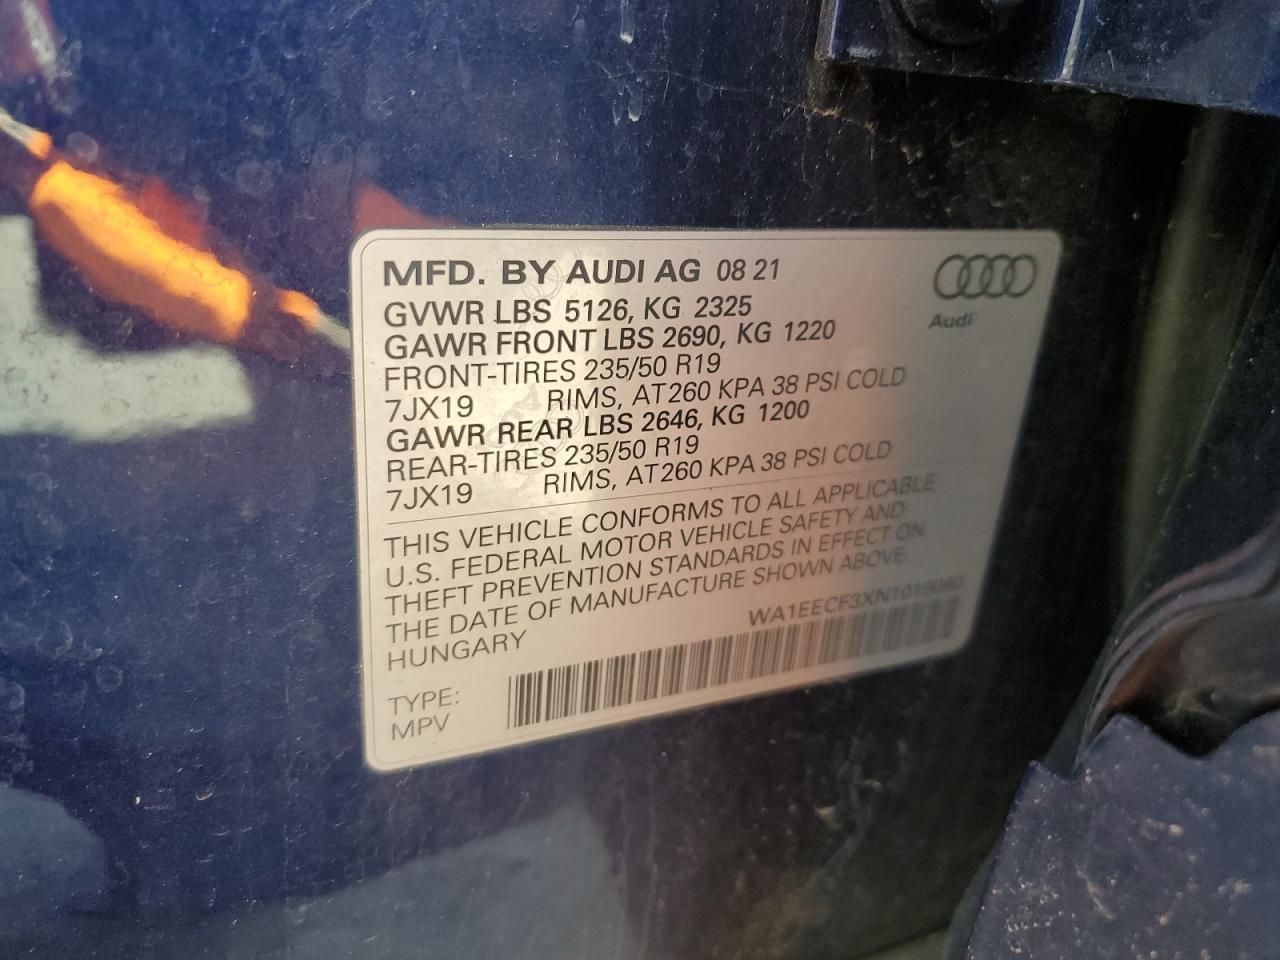 MFD. BY AUDI AG 08 21
Audi
GVWR LBS 5126, KG 2325
GAWR FRONT LBS 2690, KG 1220
FRONT-TIRES 235/50 R19
7JX19 RIMS, AT260 KPA 38 PSI COLD
GAWR REAR LBS 2646, KG 1200
REAR-TIRES 235/50 R19
7JX19 RIMS, AT260 KPA 38 PSI COLD
THIS VEHICLE CONFORMS TO ALL APPLICABLE
U.S. FEDERAL MOTOR VEHICLE SAFETY AND
THEFT PREVENTION STANDARDS IN EFFECT ON
THE DATE OF MANUFACTURE SHOWN ABOVE.
HUNGARY
WA1EECF3XN1019060
TYPE:
MPV